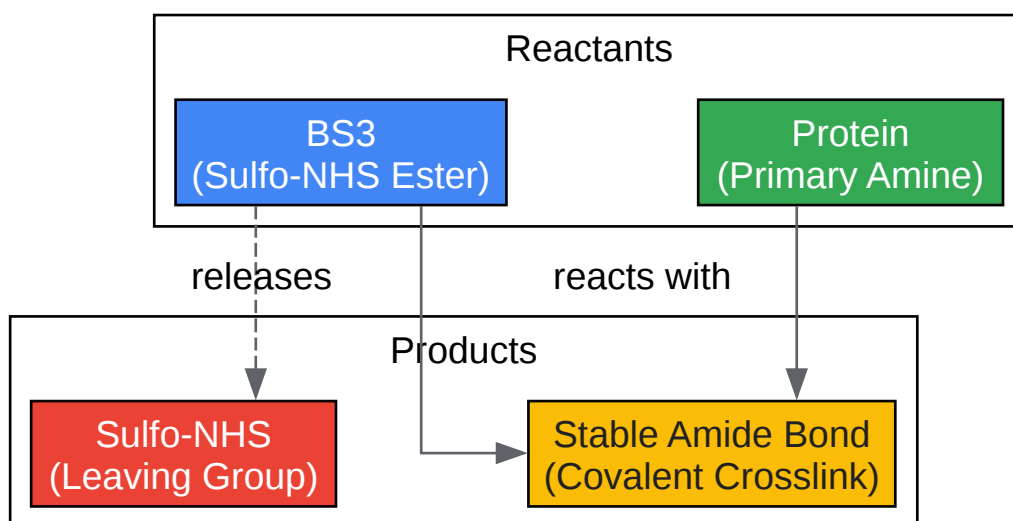 Reactants
BS3
(Sulfo-NHS Ester)
Protein
(Primary Amine)
releases
reacts with
Products
Sulfo-NHS
(Leaving Group)
Stable Amide Bond
(Covalent Crosslink)